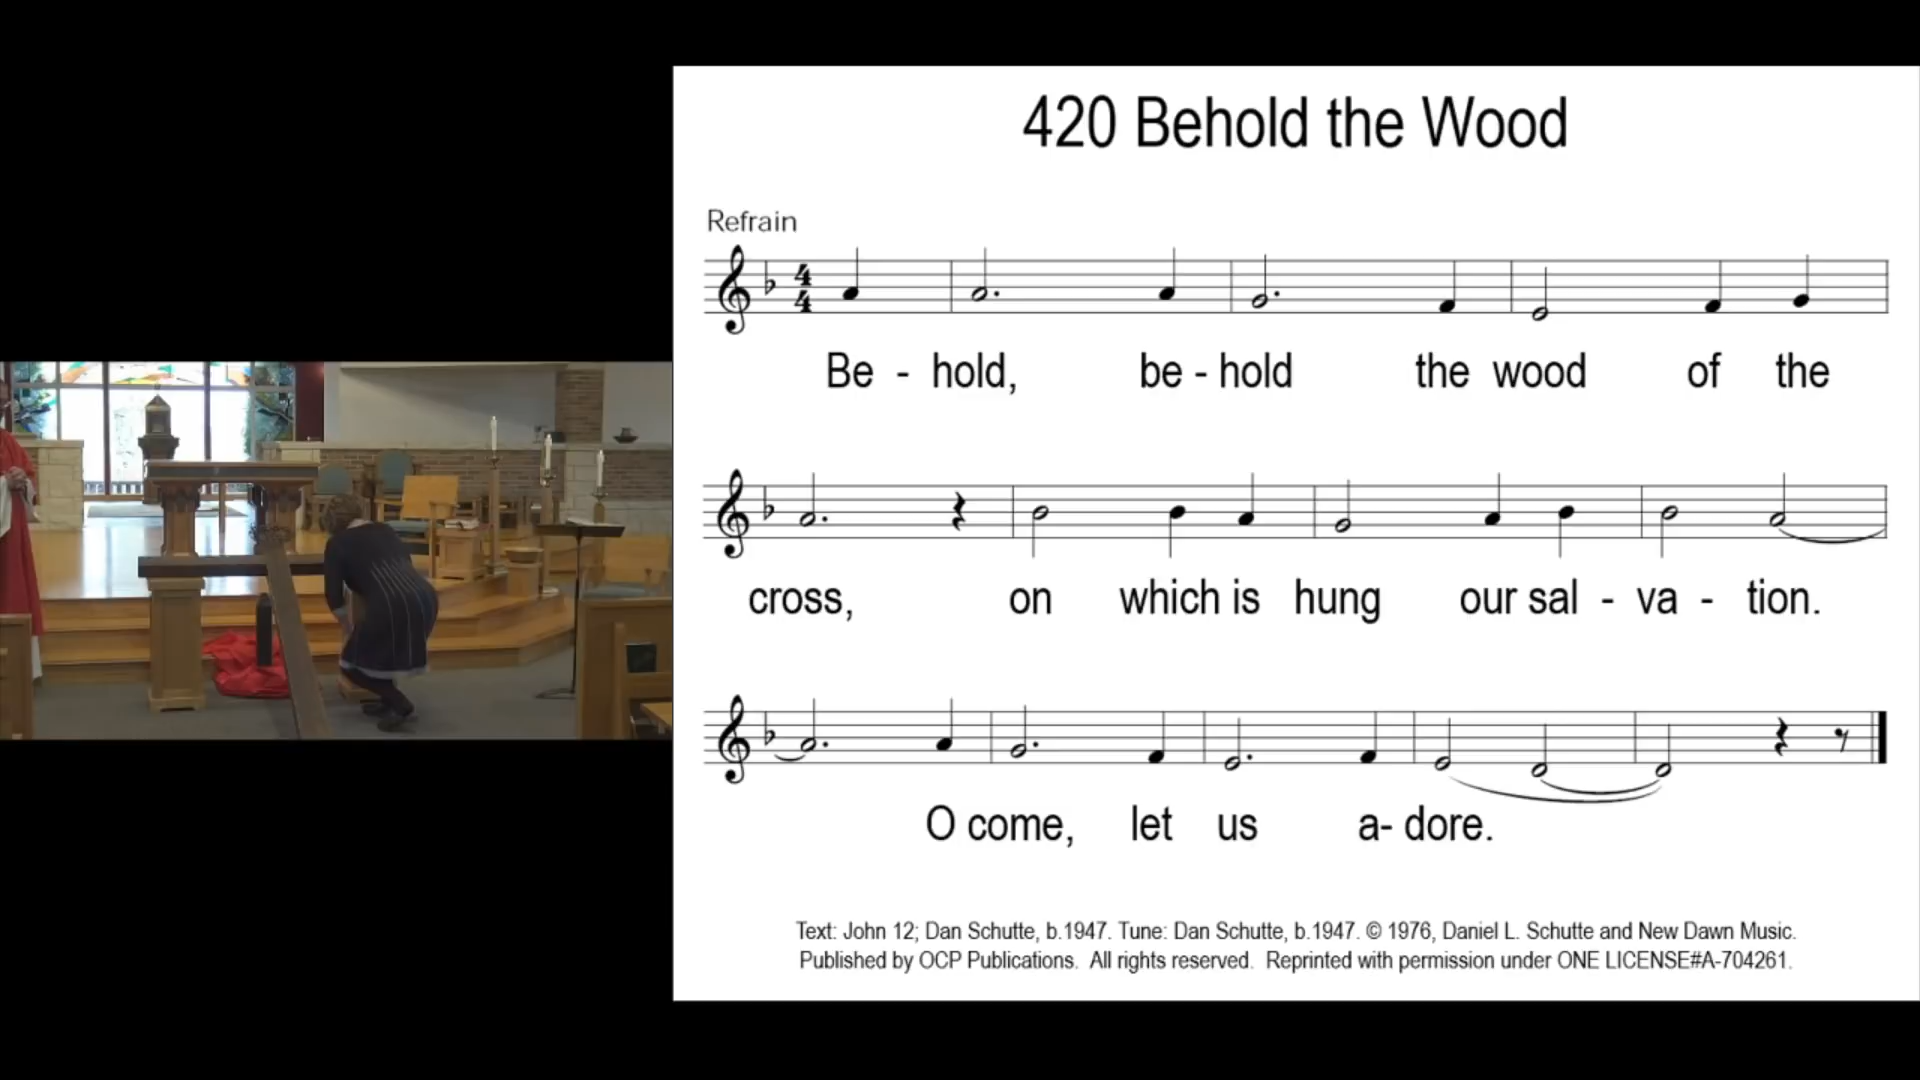 420 Behold the Wood
Refrain
Be - hold, be - hold the wood of the
cross, on which is hung our sal - va - tion.
O come, let us a- dore.
Text: John 12; Dan Schutte, b.1947. Tune: Dan Schutte, b.1947. © 1976, Daniel L. Schutte and New Dawn Music.
Published by OCP Publications. All rights reserved. Reprinted with permission under ONE LICENSE#A-704261.